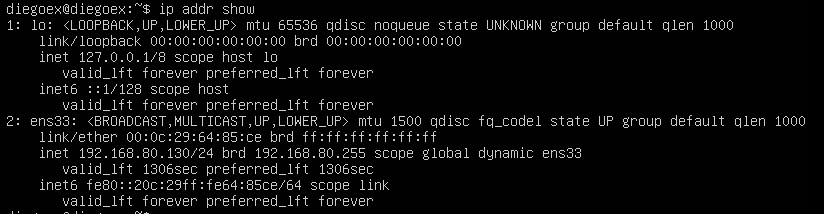 diegoex@diegoex:~$ ip addr show
1: lo: <LOOPBACK,UP,LOWER_UP> mtu 65536 qdisc noqueue state UNKNOWN group default qlen 1000
    link/loopback 00:00:00:00:00:00 brd 00:00:00:00:00:00
    inet 127.0.0.1/8 scope host lo
       valid_lft forever preferred_lft forever
    inet6 ::1/128 scope host
       valid_lft forever preferred_lft forever
2: ens33: <BROADCAST,MULTICAST,UP,LOWER_UP> mtu 1500 qdisc fq_codel state UP group default qlen 1000
    link/ether 00:0c:29:64:85:ce brd ff:ff:ff:ff:ff:ff
    inet 192.168.80.130/24 brd 192.168.80.255 scope global dynamic ens33
       valid_lft 1306sec preferred_lft 1306sec
    inet6 fe80::20c:29ff:fe64:85ce/64 scope link
       valid_lft forever preferred_lft forever
diegoex@diegoex:~$